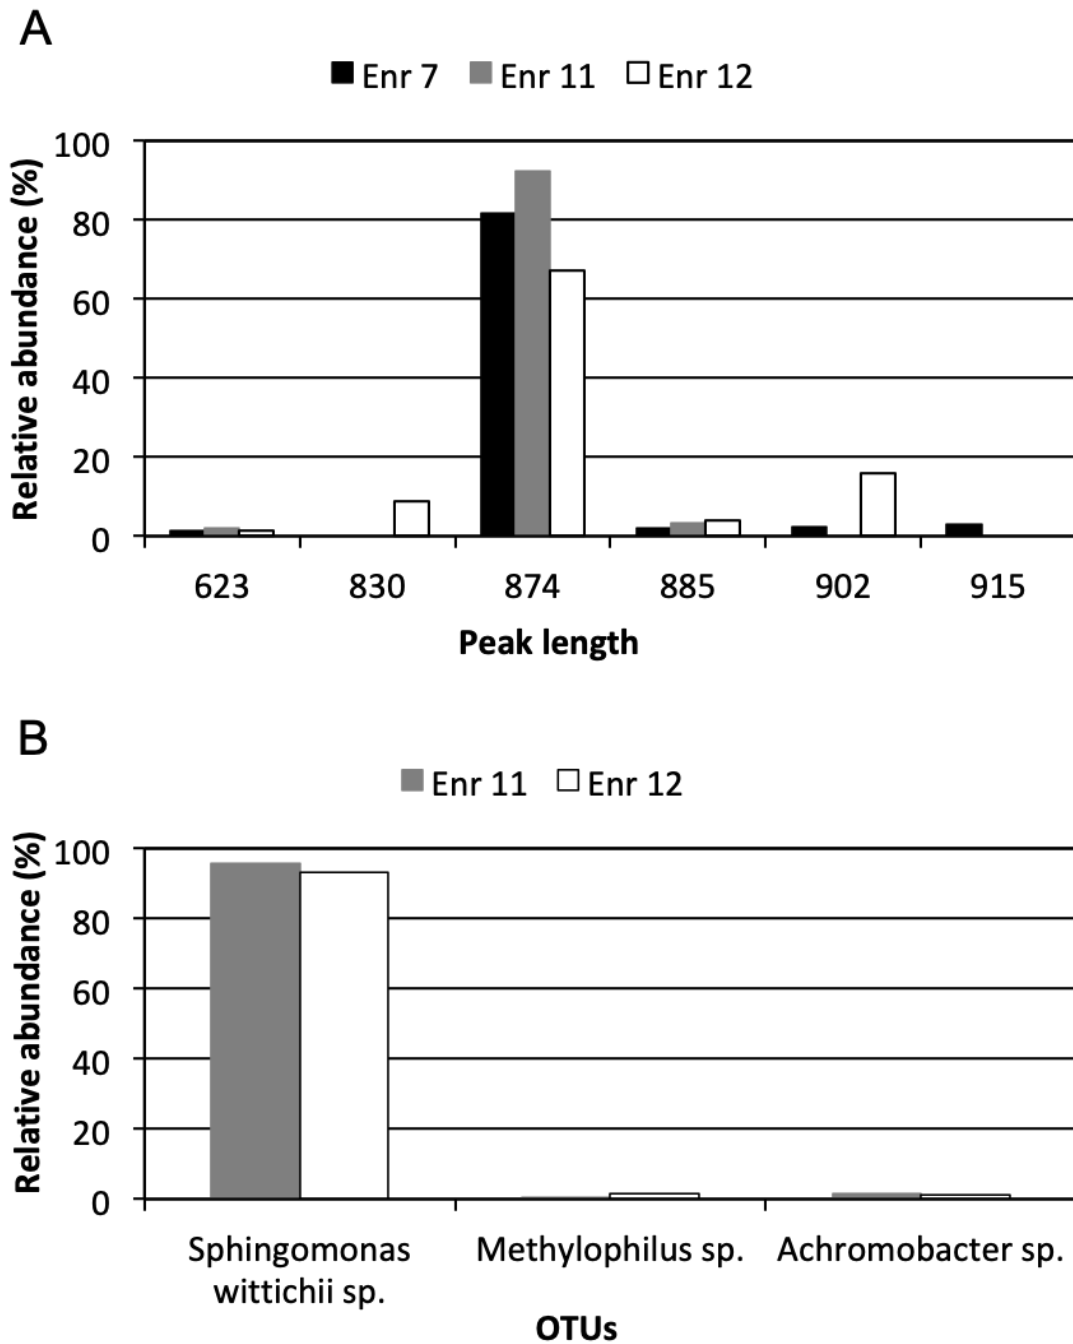 A
Enr 7 Enr 11 Enr 12
Relative abundance (%)
100
80
60
40
20
0
623 830 874 885 902 915
Peak length
B
Enr 11 Enr 12
Relative abundance (%)
100
80
60
40
20
0
Sphingomonas Methylophilus sp. Achromobacter sp.
wittichii sp.
OTUs